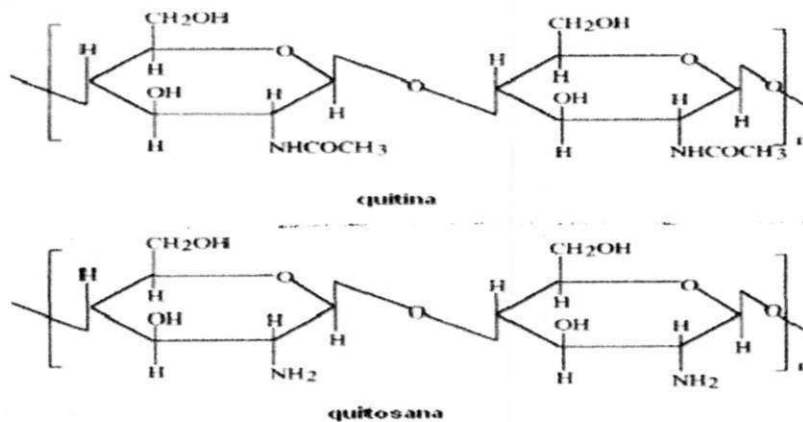 CH2OH CH2OH
H O H O
H H H H
OH H O OH H O
H H
H NHCOCH3 H NHCOCH3 n
quitina
CH2OH CH2OH
H O H O
H H
OH H O OH H O
H H
H NH2 H NH2 n
quitosana